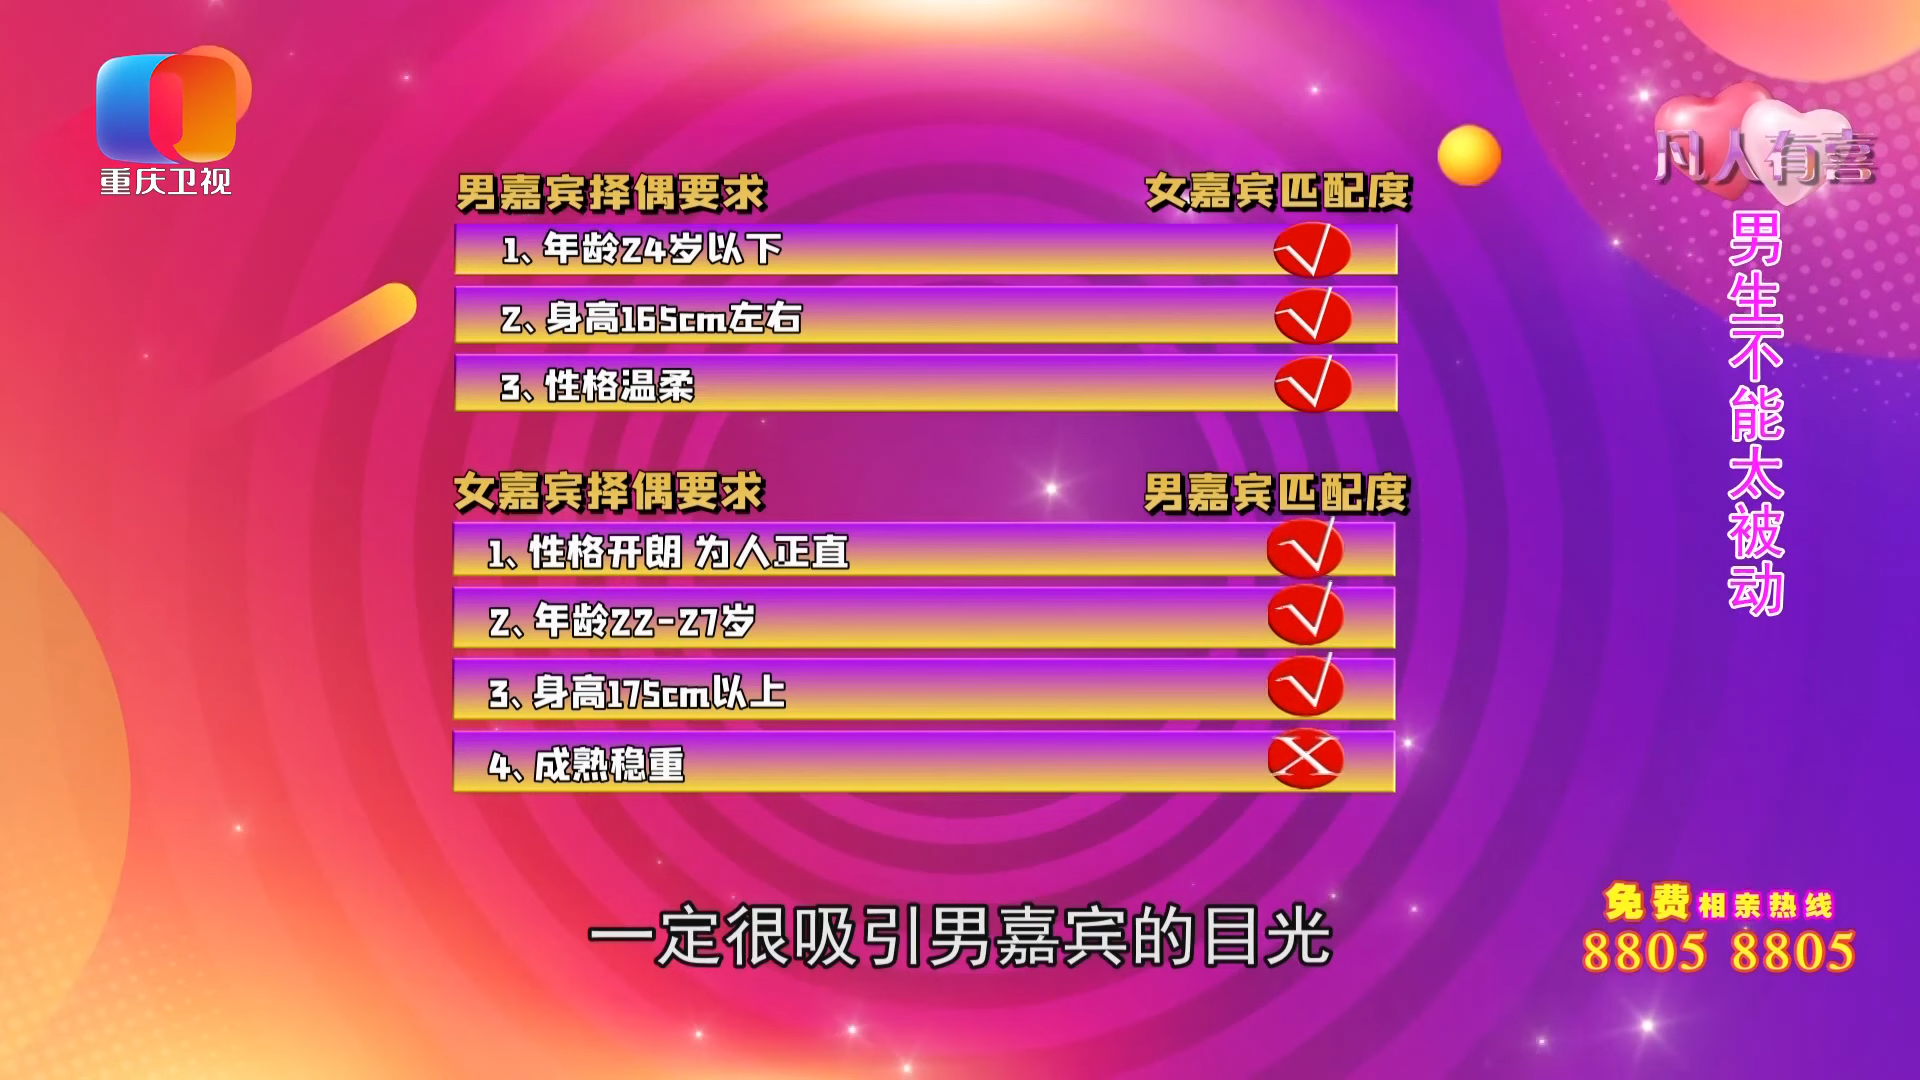 重庆卫视
凡人有喜
男生不能太被动
男嘉宾择偶要求 女嘉宾匹配度
1、年龄24岁以下
2、身高165cm左右
3、性格温柔
女嘉宾择偶要求 男嘉宾匹配度
1、性格开朗 为人正直
2、年龄22-27岁
3、身高175cm以上
4、成熟稳重
一定很吸引男嘉宾的目光
免费相亲热线
8805 8805